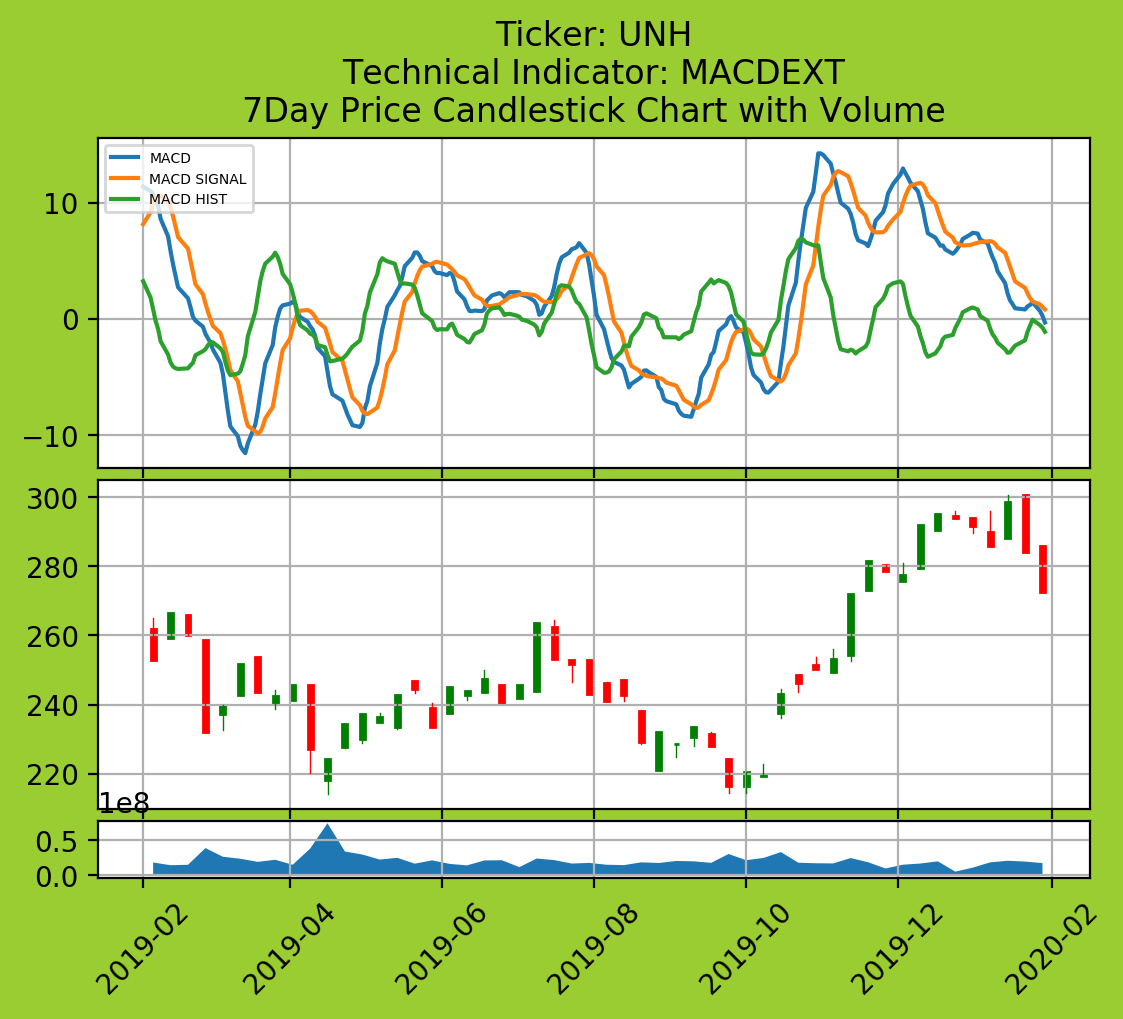 Ticker: UNH
Technical Indicator: MACDEXT
7Day Price Candlestick Chart with Volume
MACD
MACD SIGNAL
MACD HIST
10
0
−10
300
280
260
240
220
1e8
0.5
0.0
2019-02
2019-04
2019-06
2019-08
2019-10
2019-12
2020-02